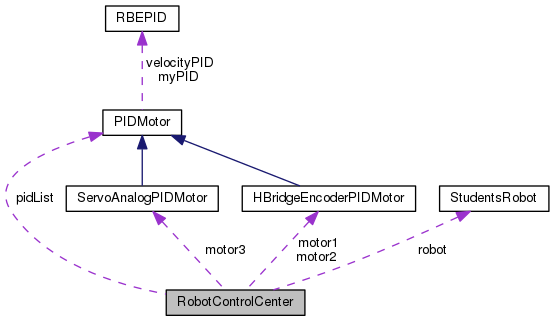 RBEPID
velocityPID
myPID
PIDMotor
pidList
ServoAnalogPIDMotor
HBridgeEncoderPIDMotor
StudentsRobot
motor3
motor1
motor2
robot
RobotControlCenter